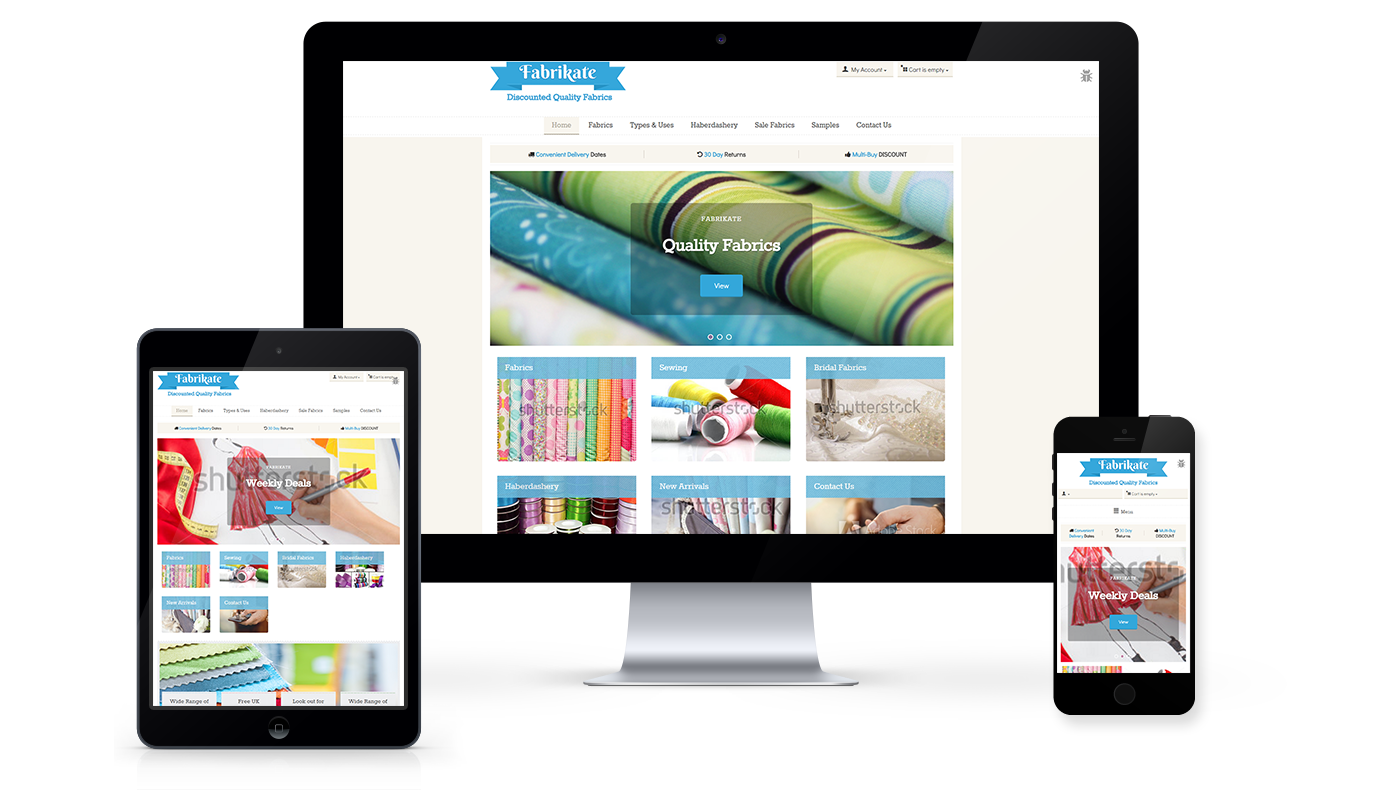 Fabrikate
Discounted Quality Fabrics
My Account
Cart is empty
Home Fabrics Types & Uses Haberdashery Sale Fabrics Samples Contact Us
Convenient Delivery Dates 30 Day Returns Multi-Buy DISCOUNT
FABRIKATE
Quality Fabrics
View
Fabrics Sewing Bridal Fabrics
shutterstock shutterstock shutterstock
Haberdashery New Arrivals Contact Us
shutterstock
Fabrikate
Discounted Quality Fabrics
My Account Cart is empty
Home Fabrics Types & Uses Haberdashery Sale Fabrics Samples Contact Us
Convenient Delivery Dates 30 Day Returns Multi-Buy DISCOUNT
FABRIKATE
shutterstock
Weekly Deals
View
Fabrics Sewing Bridal Fabrics Haberdashery
New Arrivals Contact Us
Wide Range of Free UK Look out for Wide Range of
Fabrikate
Discounted Quality Fabrics
Cart is empty
Menu
Convenient 30 Day Multi-Buy
Delivery Dates Returns DISCOUNT
FABRIKATE
Weekly Deals
View